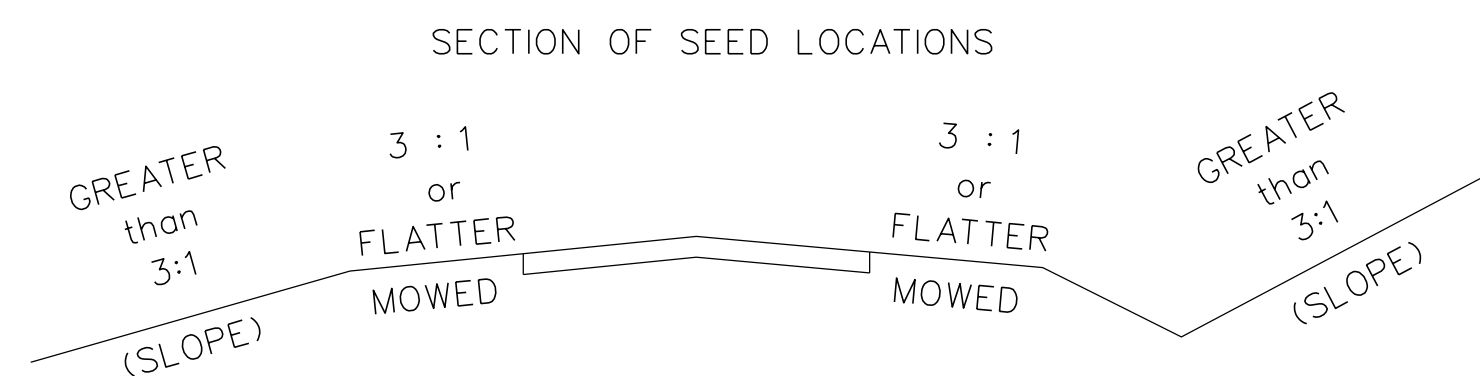 SECTION OF SEED LOCATIONS
GREATER
than
3:1
(SLOPE)
3 : 1
or
FLATTER
MOWED
3 : 1
or
FLATTER
MOWED
GREATER
than
3:1
(SLOPE)